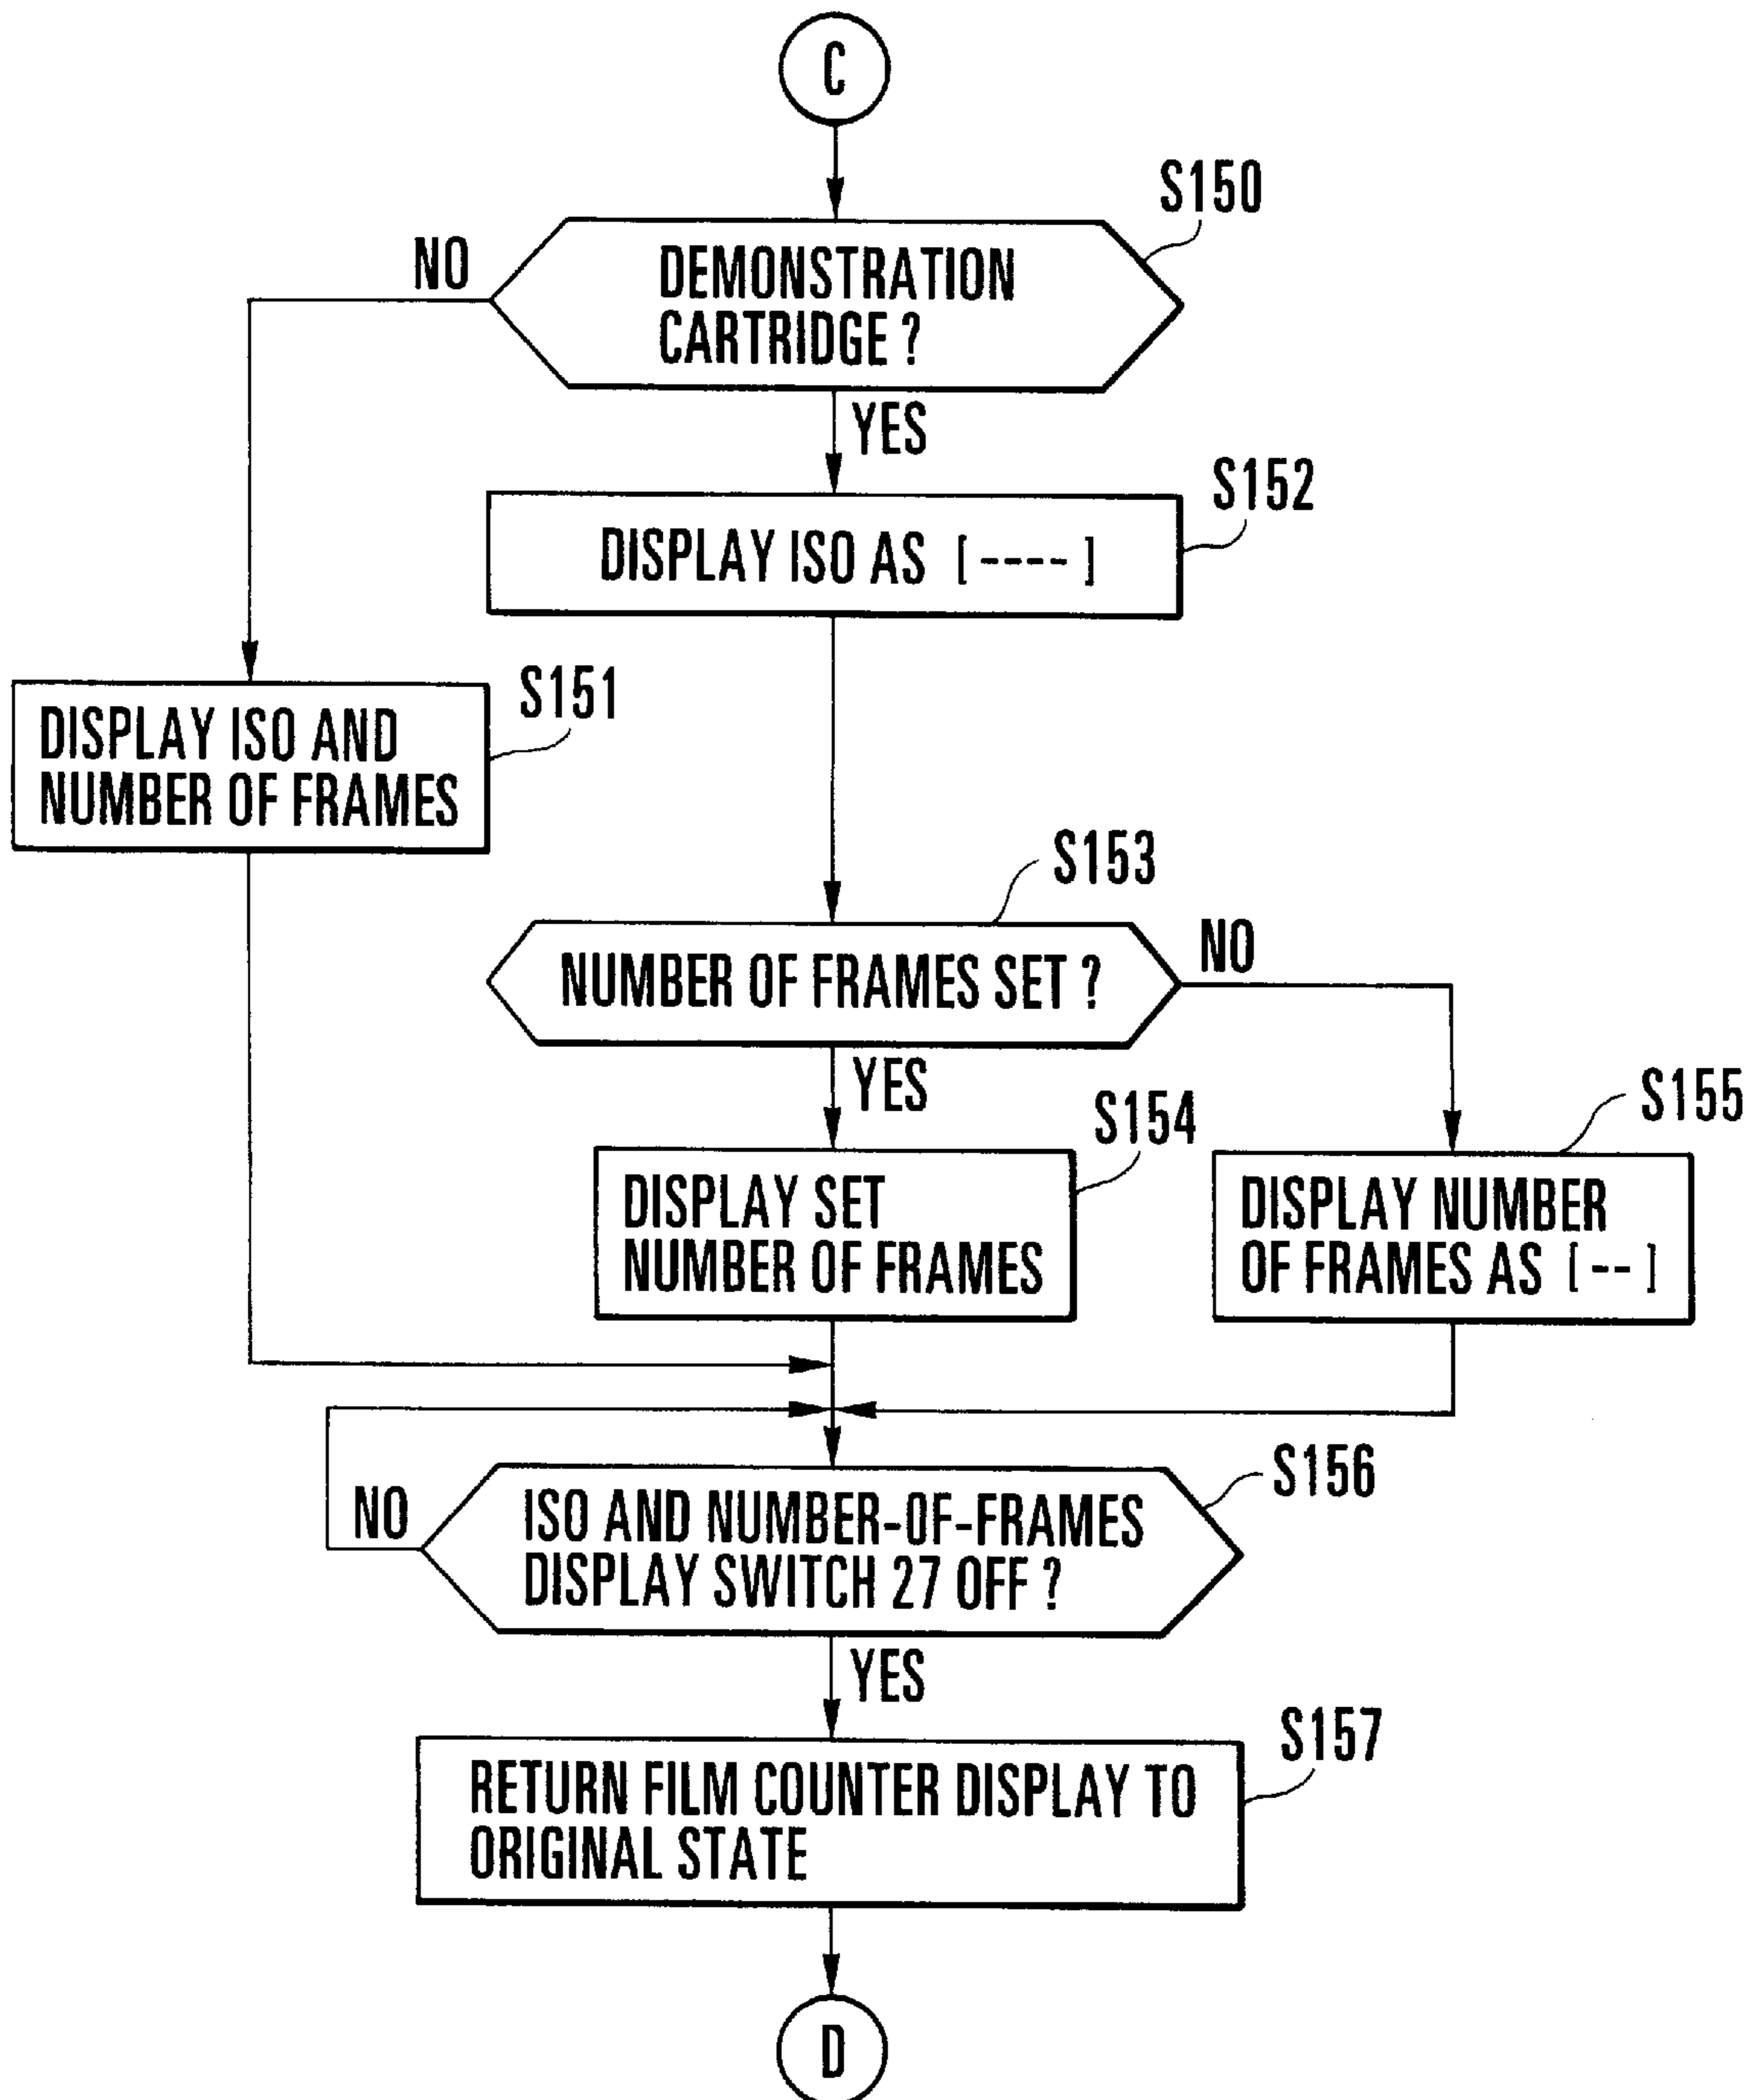 C
S150
NO
DEMONSTRATION
CARTRIDGE ?
YES
S152
DISPLAY ISO AS [----]
S151
DISPLAY ISO AND
NUMBER OF FRAMES
S153
NUMBER OF FRAMES SET ?
NO
YES
S154
S155
DISPLAY SET
NUMBER OF FRAMES
DISPLAY NUMBER
OF FRAMES AS [--]
S156
NO
ISO AND NUMBER-OF-FRAMES
DISPLAY SWITCH 27 OFF ?
YES
S157
RETURN FILM COUNTER DISPLAY TO
ORIGINAL STATE
D